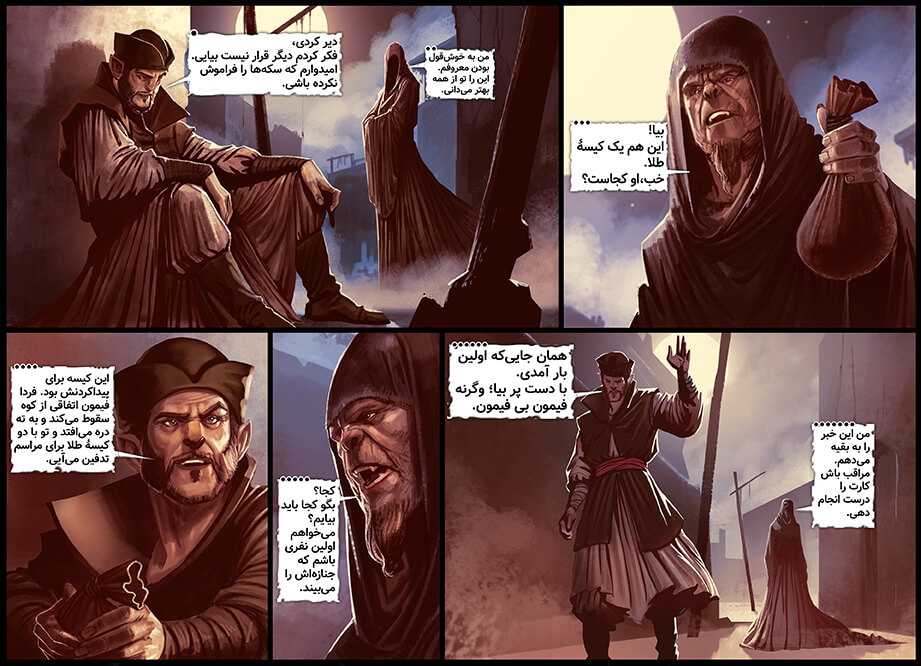 دیر کردی،
فکر کردم دیگر قرار نیست بیایی.
امیدوارم که سکه‌ها را فراموش
نکرده باشی.
من به خوش‌قول
بودن معروفم.
این را تو از همه
بهتر می‌دانی.
بیا!
این هم یک کیسهٔ
طلا.
خب،او کجاست؟
این کیسه برای
پیداکردنش بود. فردا
فیمون اتفاقی از کوه
سقوط می‌کند و به ته
دره می‌افتد و تو با دو
کیسهٔ طلا برای مراسم
تدفین می‌آیی.
کجا؟
بگو کجا باید
بیایم؟
می‌خواهم
اولین نفری
باشم که
جنازه‌اش را
می‌بیند.
همان جایی‌که اولین
بار آمدی.
با دست پر بیا؛ وگرنه
فیمون بی فیمون.
من این خبر
را به بقیه
می‌دهم.
مراقب باش
کارت را
درست انجام
دهی.